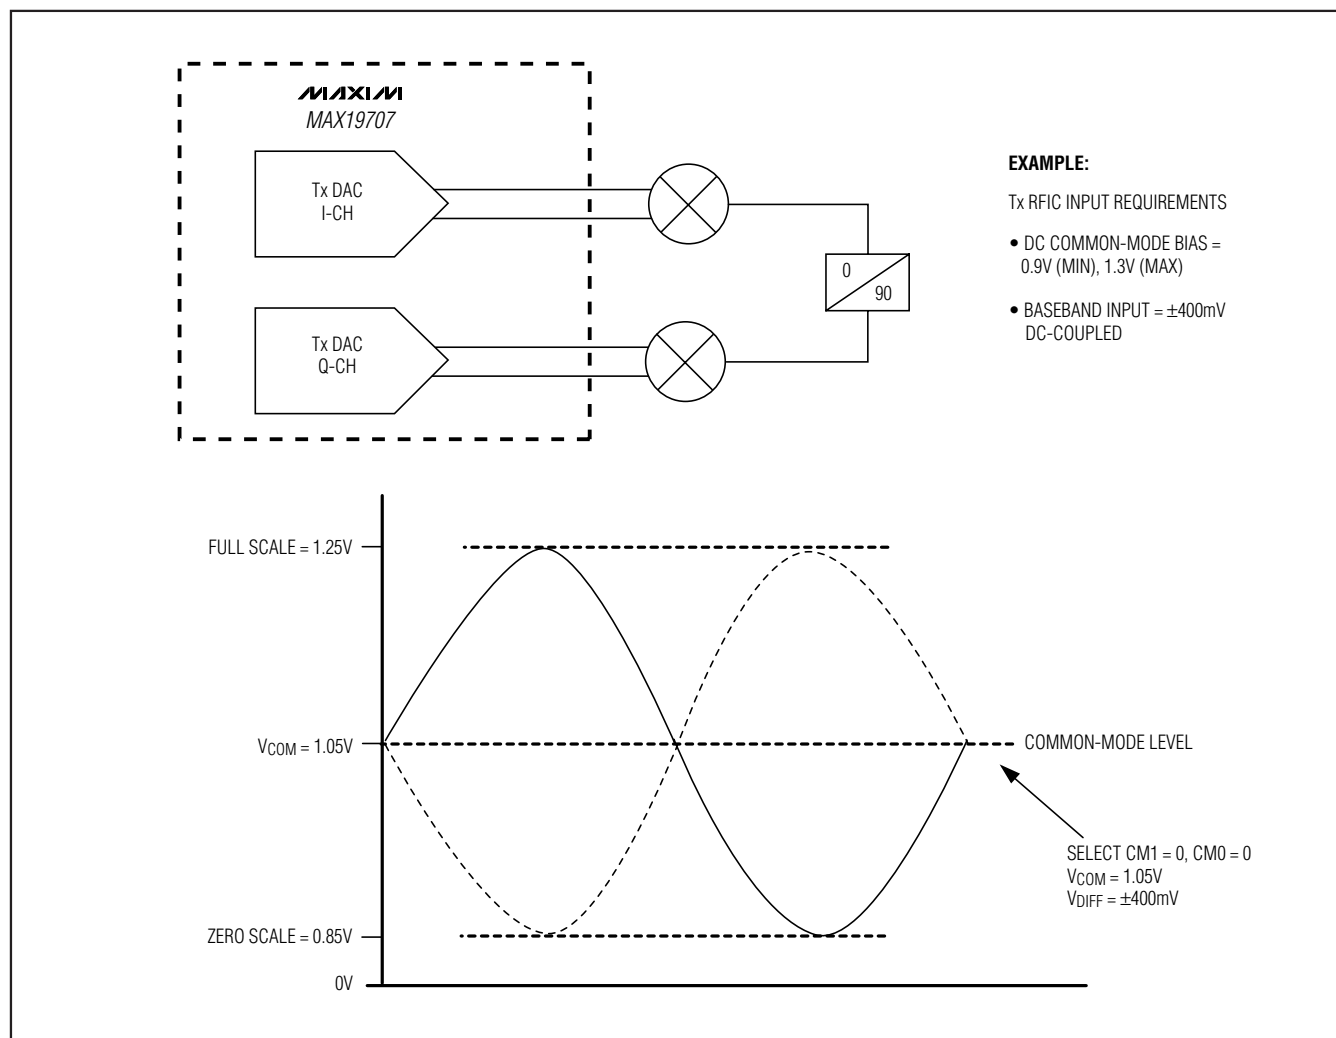 MAXIM
MAX19707
Tx DAC
I-CH
Tx DAC
Q-CH
0
90
EXAMPLE:
Tx RFIC INPUT REQUIREMENTS
• DC COMMON-MODE BIAS =
0.9V (MIN), 1.3V (MAX)
• BASEBAND INPUT = ±400mV
DC-COUPLED
FULL SCALE = 1.25V
VCOM = 1.05V
COMMON-MODE LEVEL
SELECT CM1 = 0, CM0 = 0
VCOM = 1.05V
VDIFF = ±400mV
ZERO SCALE = 0.85V
0V